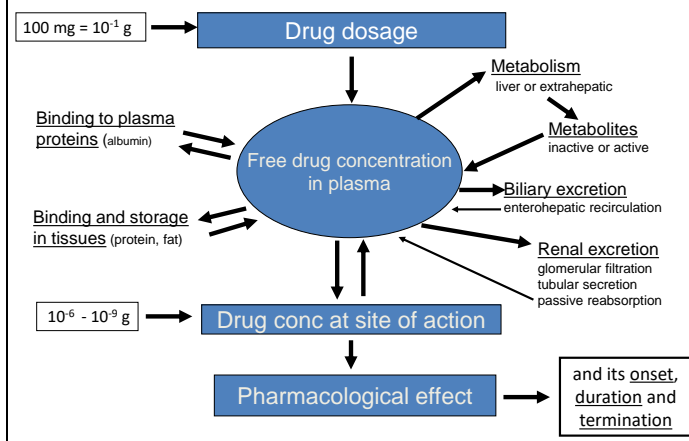 100 mg = 10⁻¹ g
Drug dosage
Metabolism
liver or extrahepatic
Binding to plasma
proteins (albumin)
Metabolites
inactive or active
Free drug concentration
in plasma
Biliary excretion
enterohepatic recirculation
Binding and storage
in tissues (protein, fat)
Renal excretion
glomerular filtration
tubular secretion
passive reabsorption
10⁻⁶ - 10⁻⁹ g
Drug conc at site of action
Pharmacological effect
and its onset,
duration and
termination